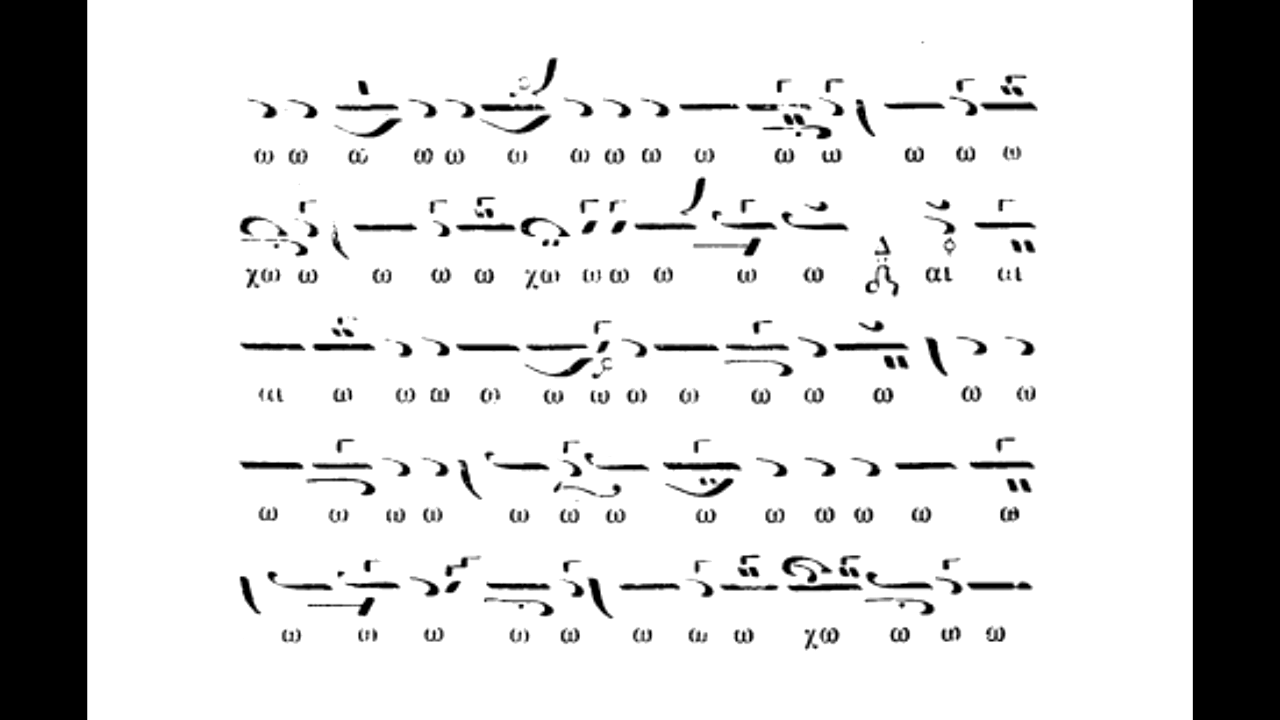 ω ω ω ω ω ω ω ω ω ω ω ω ω ω ω
χω ω ω ω ω χω ω ω ω ω ω Δ αι αι
αι ω ω ω ω ω ω ω ω ω ω ω ω ω
ω ω ω ω ω ω ω ω ω ω ω ω ω
ω ω ω ω ω ω ω ω χω ω ω ω